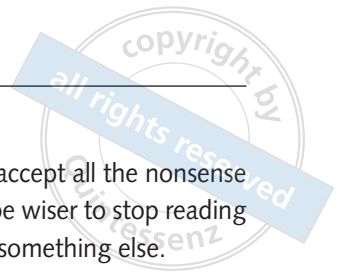 copyright by
all rights reserved
Quintessenz
accept all the nonsense
be wiser to stop reading
something else.